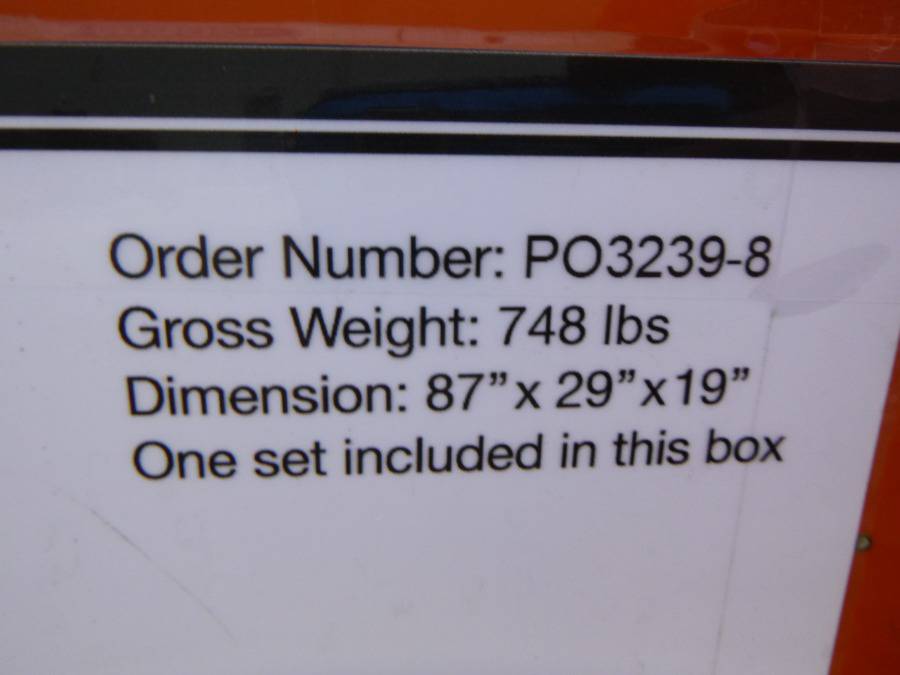 Order Number: PO3239-8
Gross Weight: 748 lbs
Dimension: 87”x 29”x19”
One set included in this box